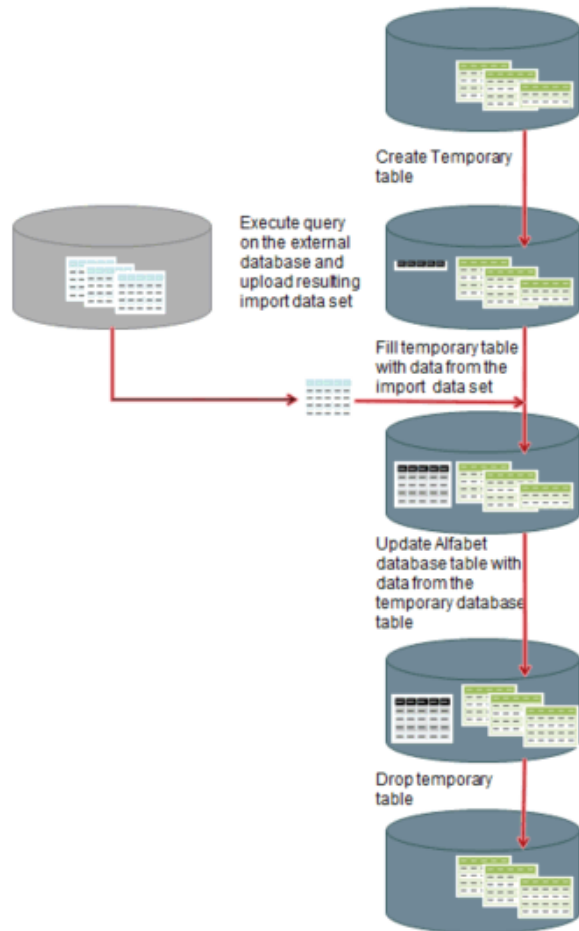 Create Temporary
table
Execute query
on the external
database and
upload resulting
import data set
Fill temporary table
with data from the
import data set
Update Alfabet
database table with
data from the
temporary database
table
Drop temporary
table